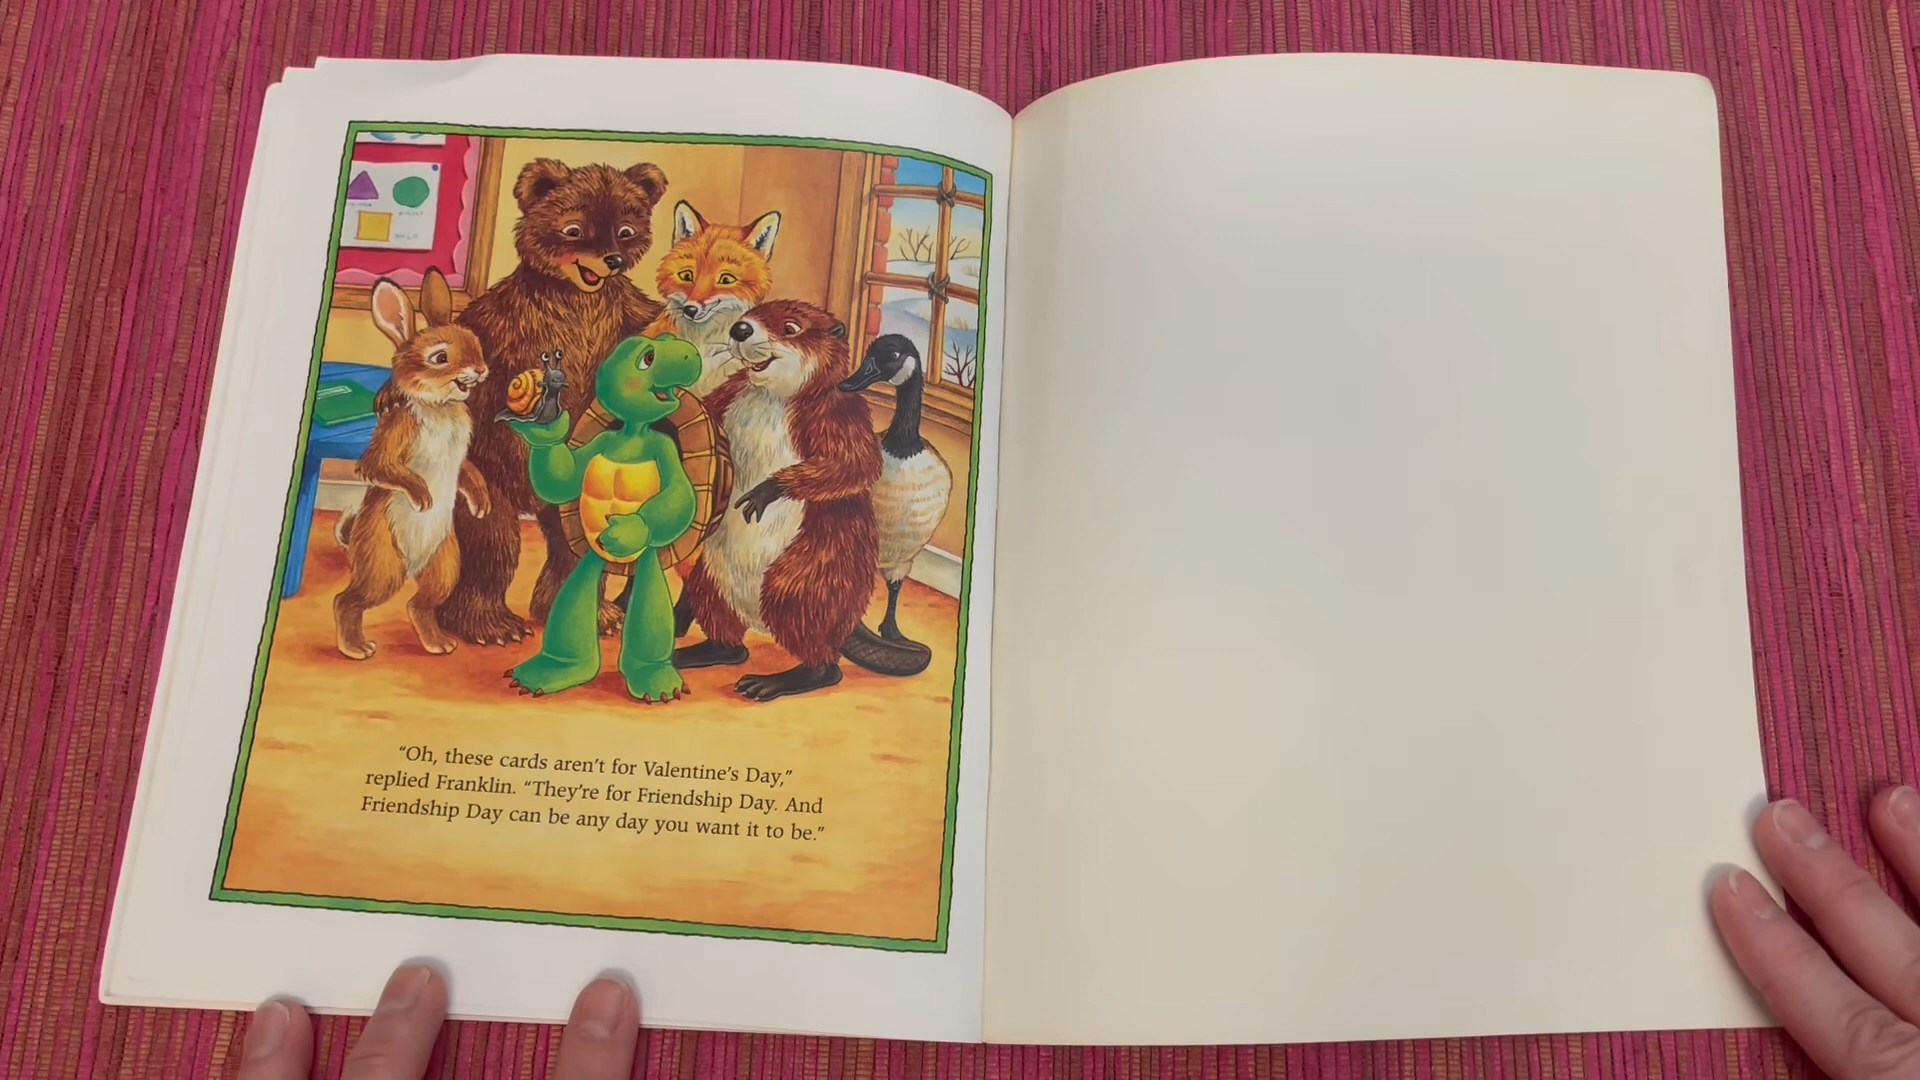 “Oh, these cards aren’t for Valentine’s Day,”
replied Franklin. “They’re for Friendship Day. And
Friendship Day can be any day you want it to be.”